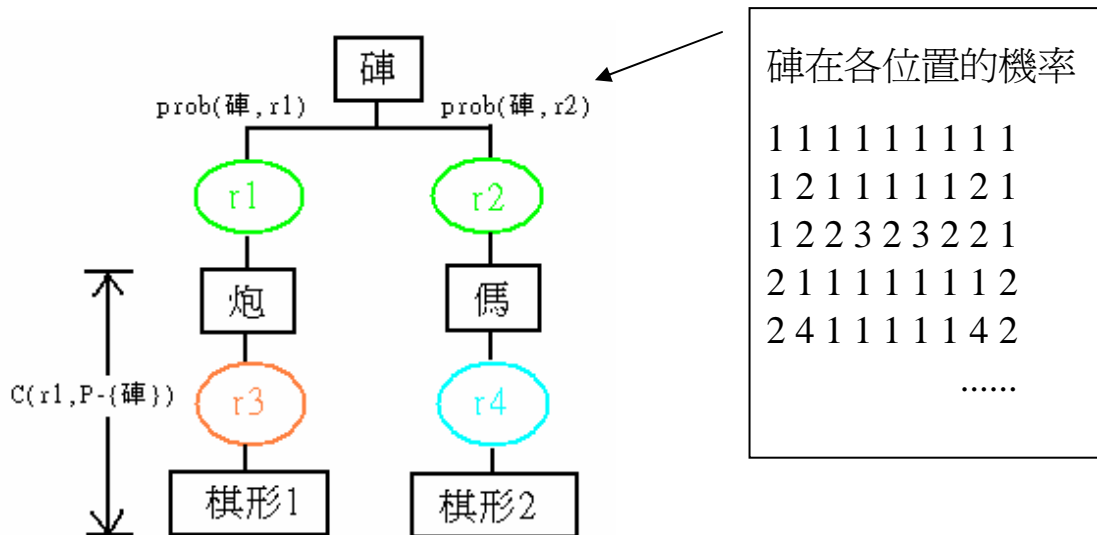 硨
prob(硨,r1)
prob(硨,r2)
r1
r2
炮
傌
C(r1,P-{硨})
r3
r4
棋形1
棋形2
硨在各位置的機率
1 1 1 1 1 1 1 1 1
1 2 1 1 1 1 1 2 1
1 2 2 3 2 3 2 2 1
2 1 1 1 1 1 1 1 2
2 4 1 1 1 1 1 4 2
......